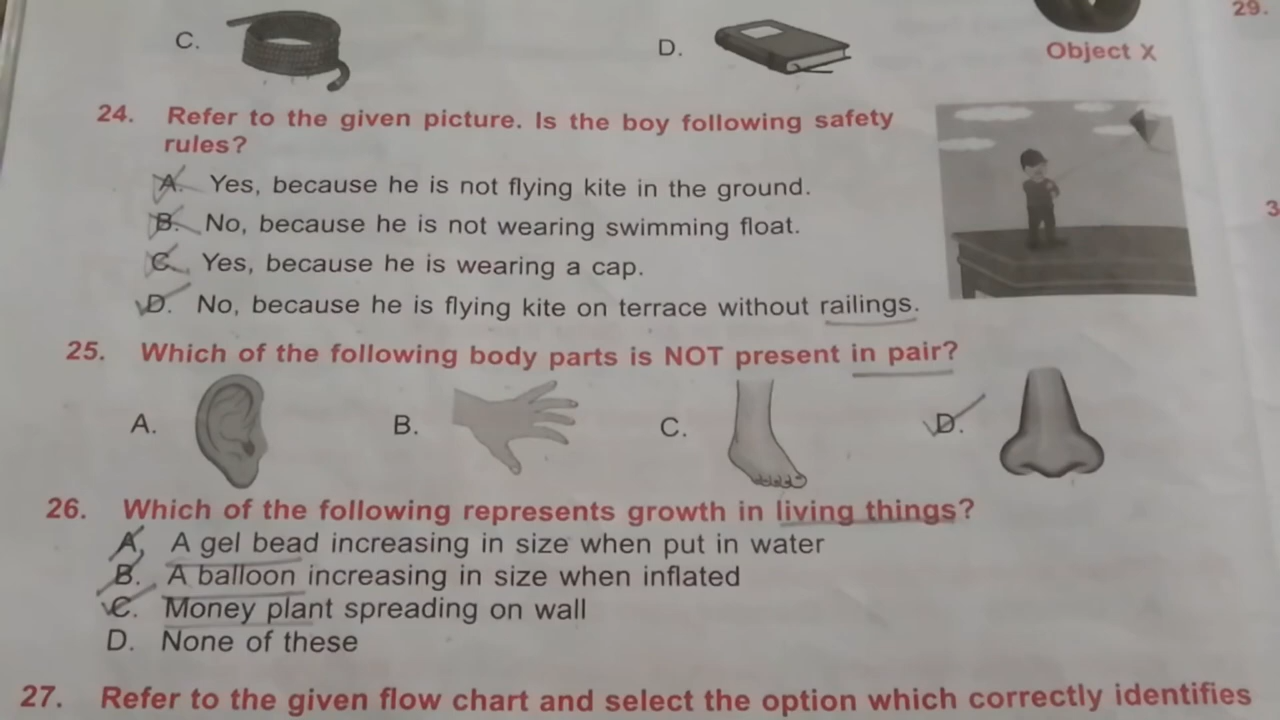 29.
C.
D.
Object X
24. Refer to the given picture. Is the boy following safety
rules?
A. Yes, because he is not flying kite in the ground.
B. No, because he is not wearing swimming float.
3
C. Yes, because he is wearing a cap.
D. No, because he is flying kite on terrace without railings.
25. Which of the following body parts is NOT present in pair?
A.
B.
C.
D.
26. Which of the following represents growth in living things?
A. A gel bead increasing in size when put in water
B. A balloon increasing in size when inflated
C. Money plant spreading on wall
D. None of these
27. Refer to the given flow chart and select the option which correctly identifies